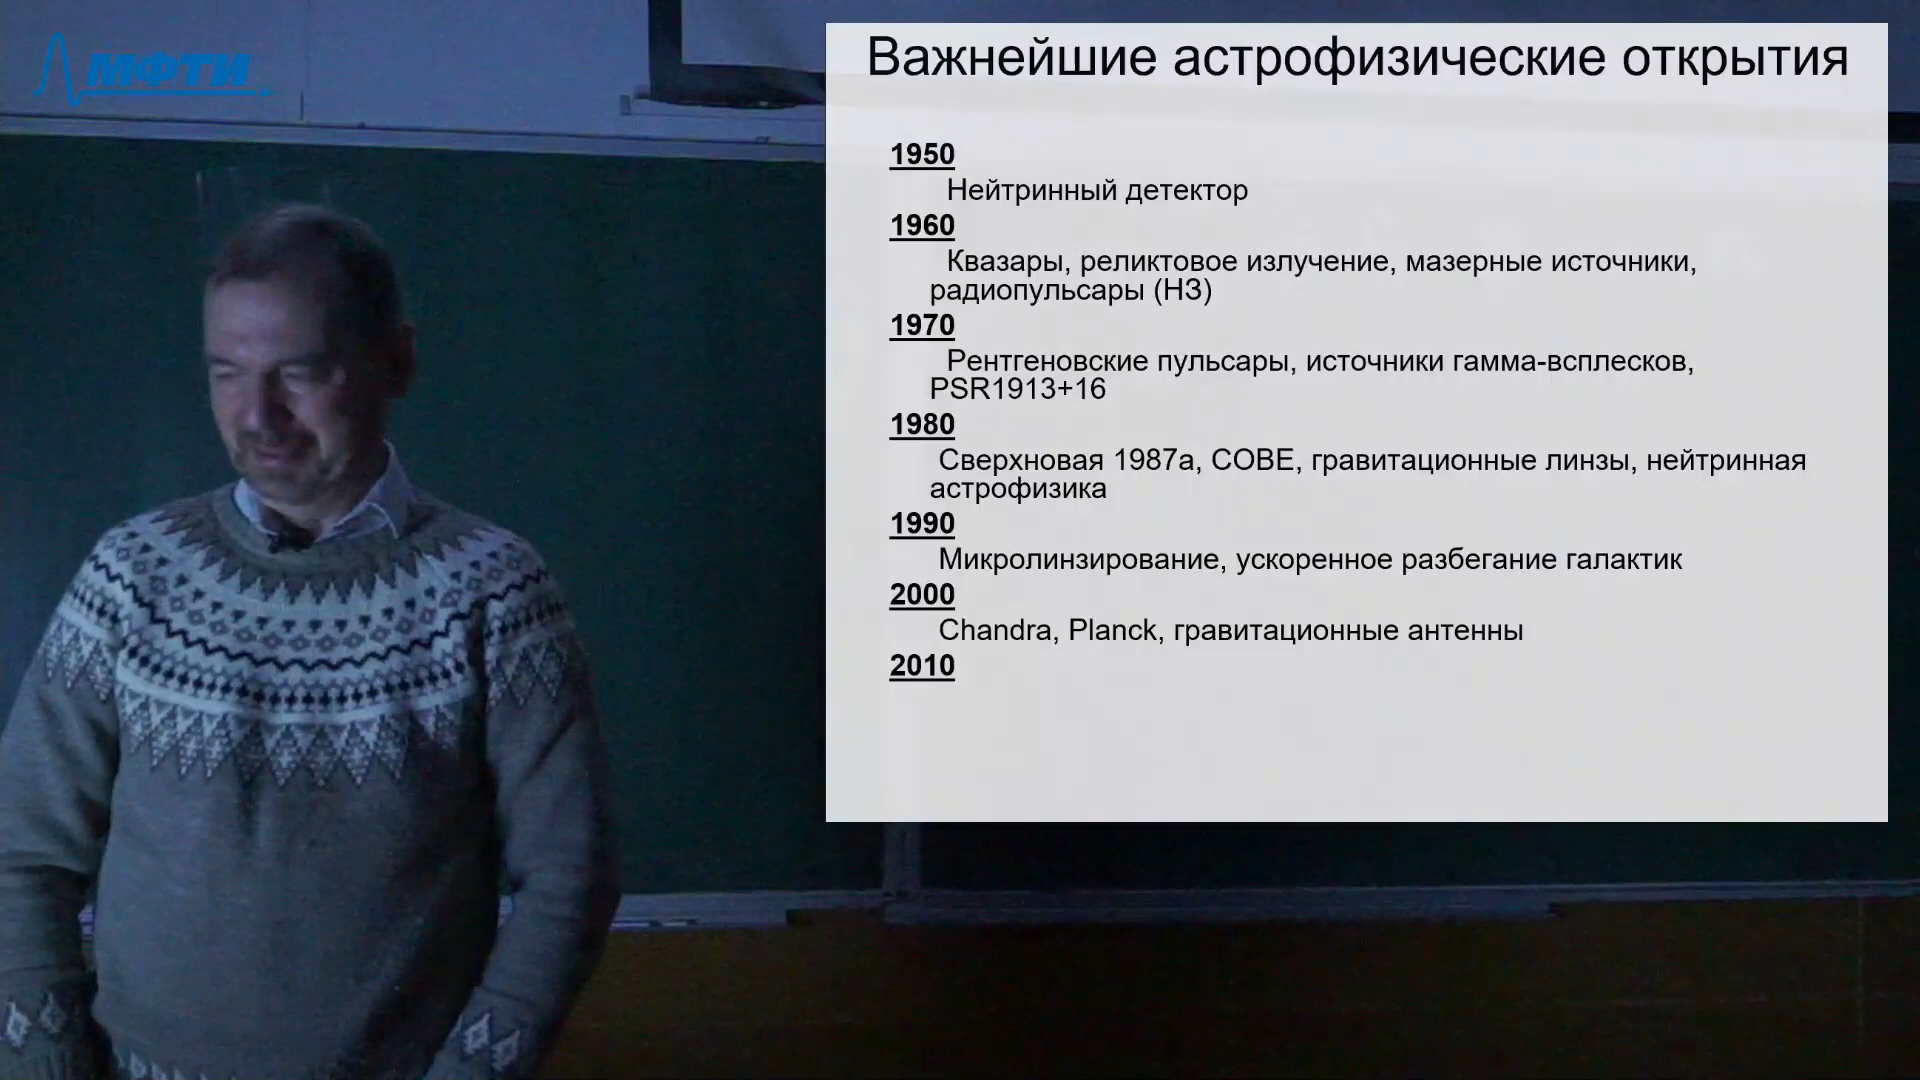 МФТИ
Важнейшие астрофизические открытия
1950
Нейтринный детектор
1960
Квазары, реликтовое излучение, мазерные источники,
радиопульсары (НЗ)
1970
Рентгеновские пульсары, источники гамма-всплесков,
PSR1913+16
1980
Сверхновая 1987а, COBE, гравитационные линзы, нейтринная
астрофизика
1990
Микролинзирование, ускоренное разбегание галактик
2000
Chandra, Planck, гравитационные антенны
2010